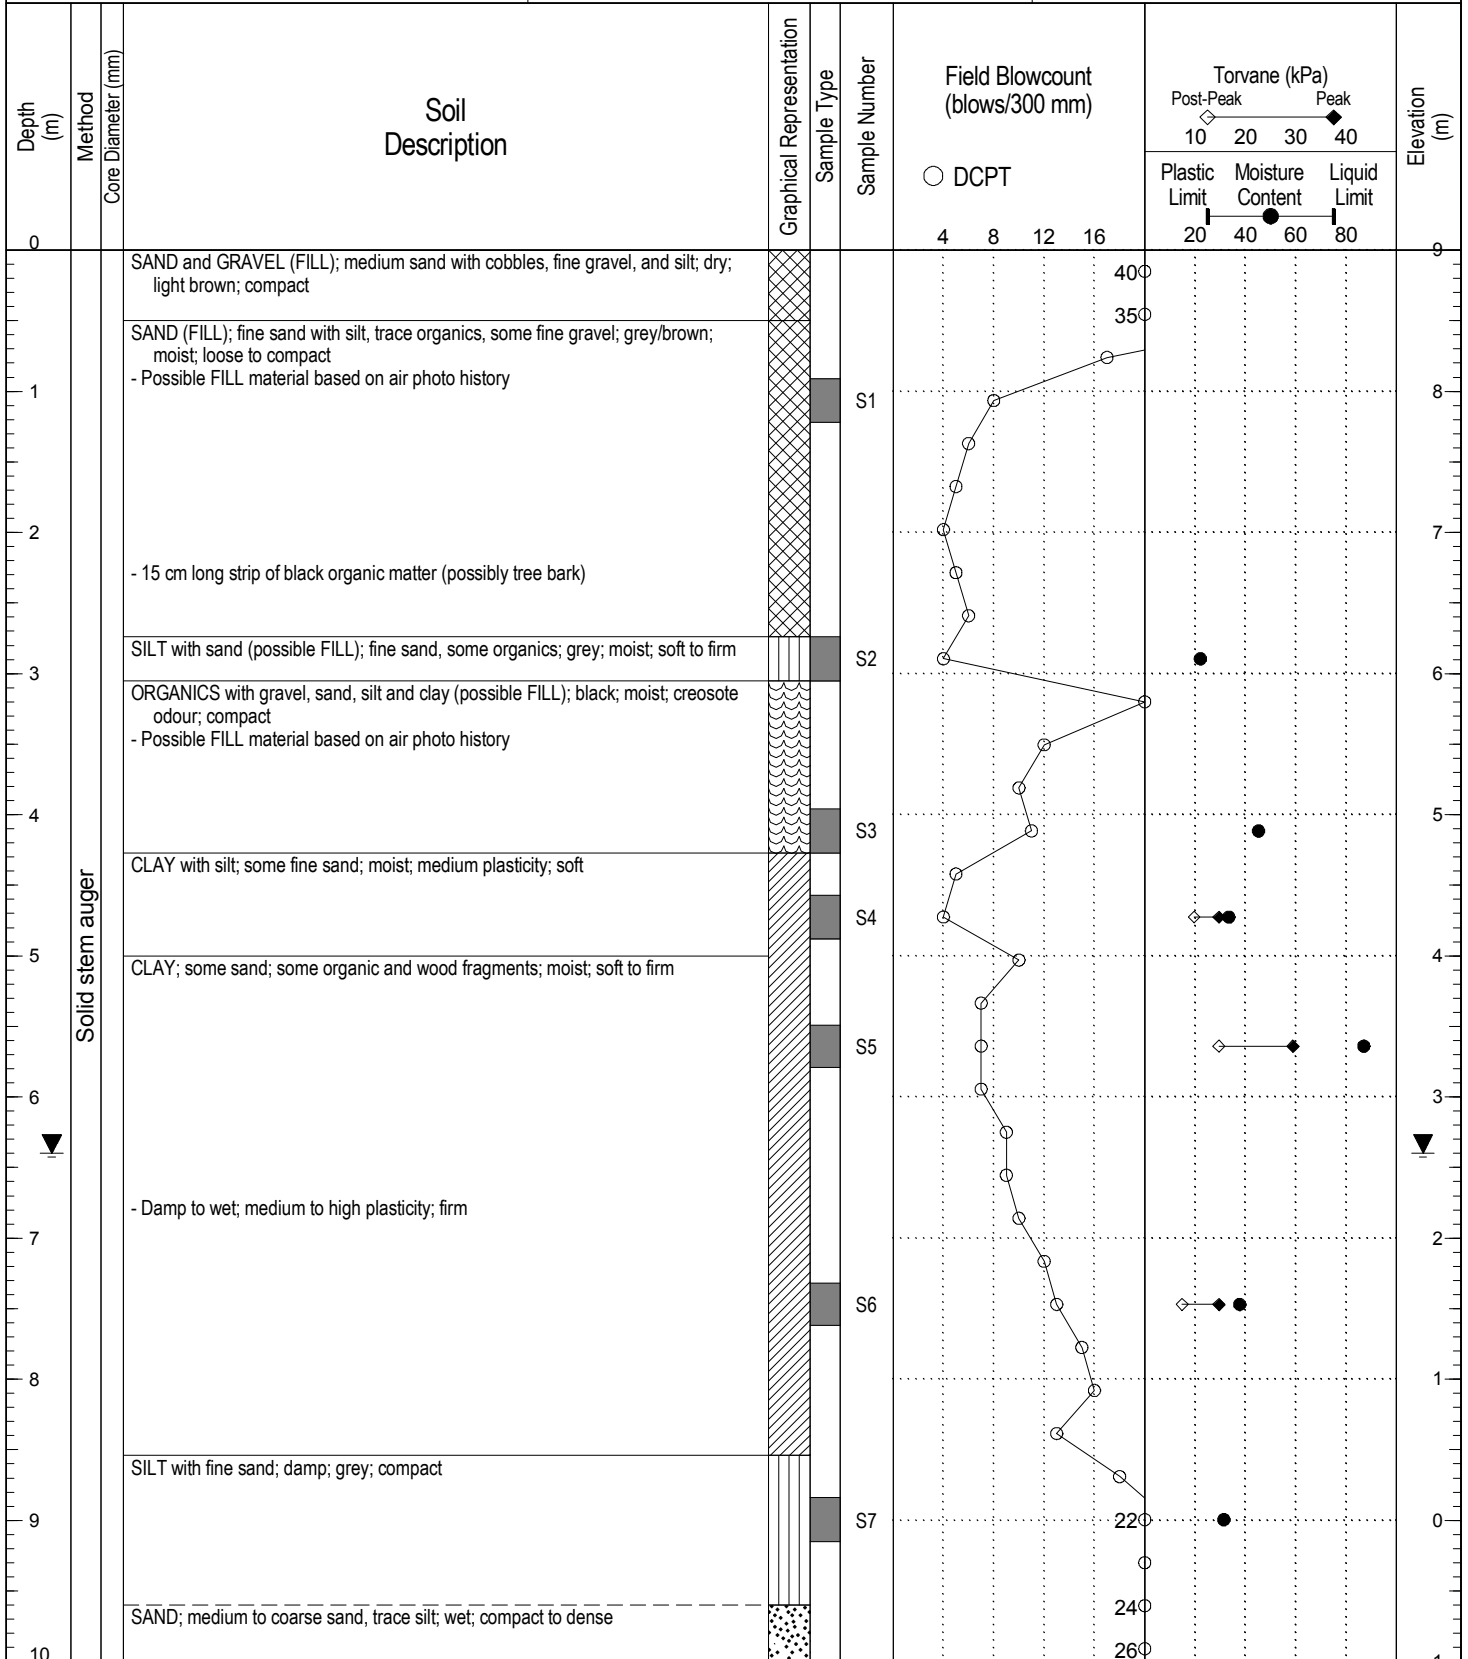 Depth
(m)
Method
Core Diameter (mm)
Soil
Description
Graphical Representation
Sample Type
Sample Number
Field Blowcount
(blows/300 mm)
DCPT
4 8 12 16
Torvane (kPa)
Post-Peak Peak
10 20 30 40
Plastic Moisture Liquid
Limit Content Limit
20 40 60 80
Elevation
(m)
0
9
SAND and GRAVEL (FILL); medium sand with cobbles, fine gravel, and silt; dry;
light brown; compact
40
35
SAND (FILL); fine sand with silt, trace organics, some fine gravel; grey/brown;
moist; loose to compact
- Possible FILL material based on air photo history
1
S1
8
2
7
- 15 cm long strip of black organic matter (possibly tree bark)
SILT with sand (possible FILL); fine sand, some organics; grey; moist; soft to firm
S2
3
6
ORGANICS with gravel, sand, silt and clay (possible FILL); black; moist; creosote
odour; compact
- Possible FILL material based on air photo history
4
5
S3
CLAY with silt; some fine sand; moist; medium plasticity; soft
Solid stem auger
S4
5
4
CLAY; some sand; some organic and wood fragments; moist; soft to firm
S5
6
3
- Damp to wet; medium to high plasticity; firm
7
2
S6
8
1
SILT with fine sand; damp; grey; compact
9
S7
22
0
24
SAND; medium to coarse sand, trace silt; wet; compact to dense
26
10